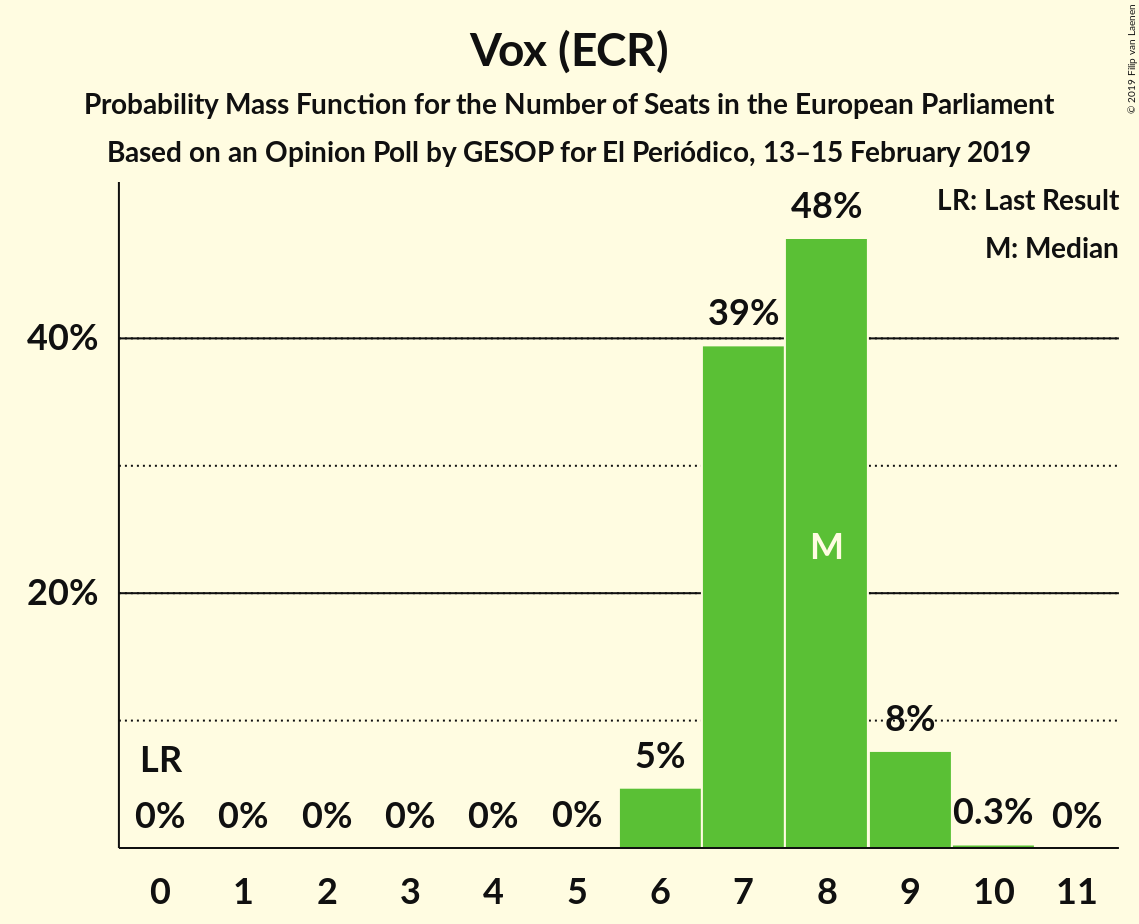 Vox (ECR)
Probability Mass Function for the Number of Seats in the European Parliament
Based on an Opinion Poll by GESOP for El Periódico, 13–15 February 2019
© 2019 Filip van Laenen
LR: Last Result
M: Median
48%
39%
40%
M
20%
8%
5%
LR
0% 0% 0% 0% 0% 0% 0.3% 0%
0 1 2 3 4 5 6 7 8 9 10 11